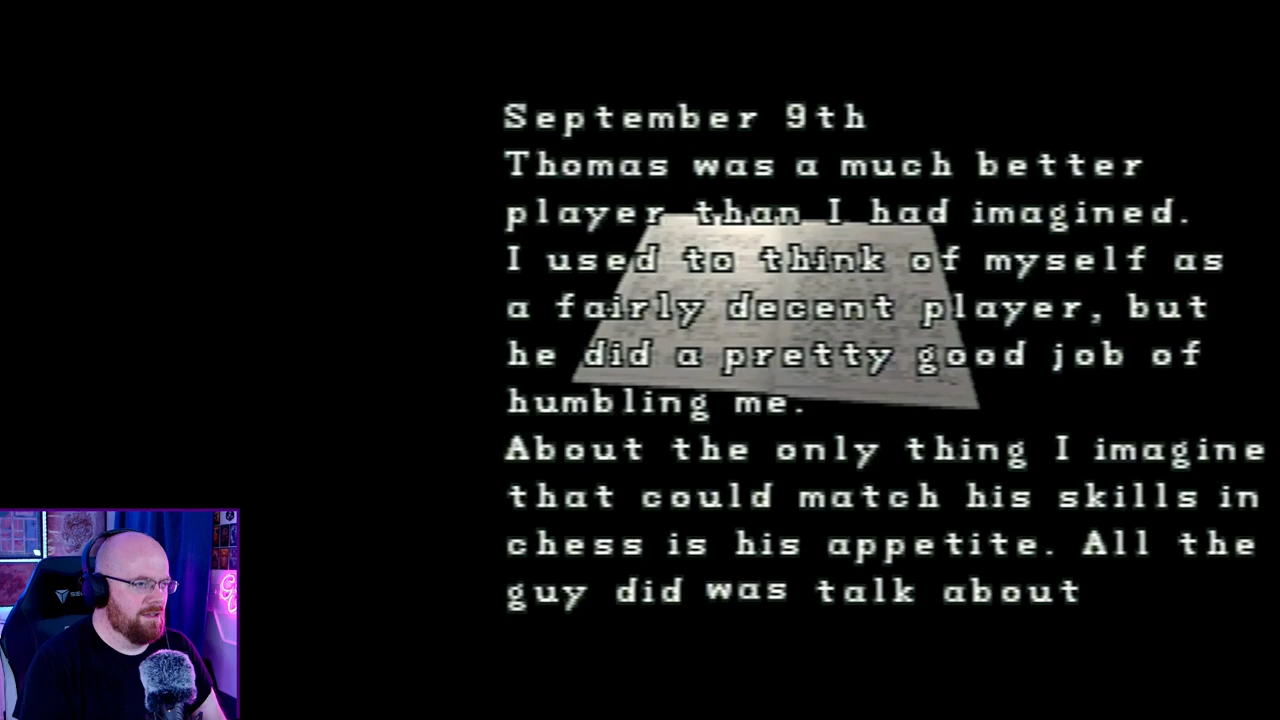 September 9th
Thomas was a much better
player than I had imagined.
I used to think of myself as
a fairly decent player, but
he did a pretty good job of
humbling me.
About the only thing I imagine
that could match his skills in
chess is his appetite. All the
guy did was talk about